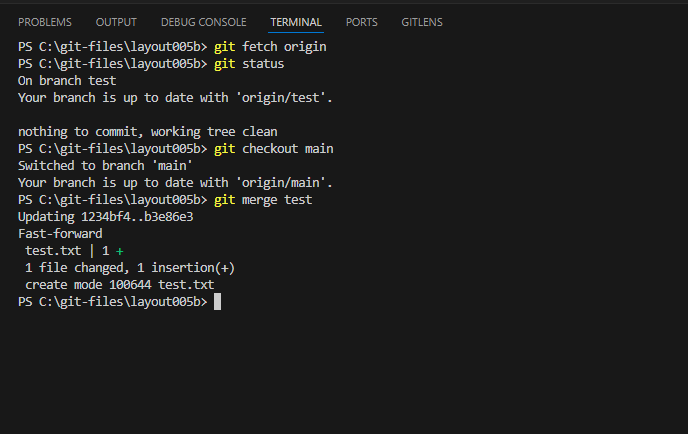 PROBLEMS OUTPUT DEBUG CONSOLE TERMINAL PORTS GITLENS
PS C:\git-files\layout005b> git fetch origin
PS C:\git-files\layout005b> git status
On branch test
Your branch is up to date with 'origin/test'.
nothing to commit, working tree clean
PS C:\git-files\layout005b> git checkout main
Switched to branch 'main'
Your branch is up to date with 'origin/main'.
PS C:\git-files\layout005b> git merge test
Updating 1234bf4..b3e86e3
Fast-forward
 test.txt | 1 +
 1 file changed, 1 insertion(+)
 create mode 100644 test.txt
PS C:\git-files\layout005b>